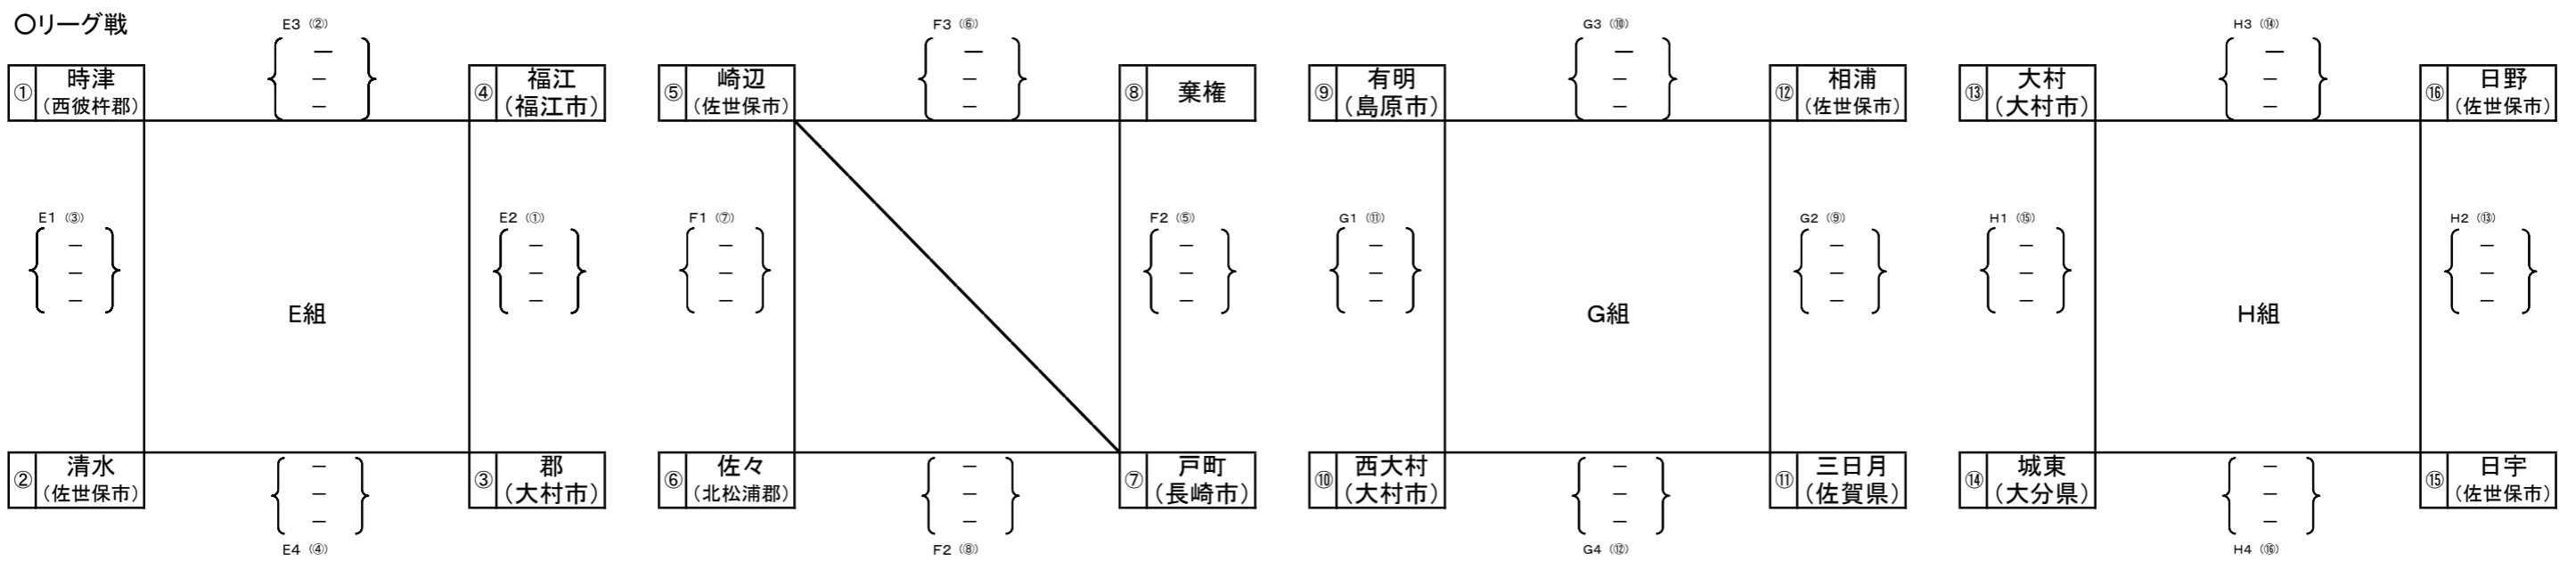 〇リーグ戦
E3 (②)
F3 (⑥)
G3 (⑩)
H3 (⑭)
① 時津 (西彼杵郡)
④ 福江 (福江市)
⑤ 崎辺 (佐世保市)
⑧ 棄権
⑨ 有明 (島原市)
⑫ 相浦 (佐世保市)
⑬ 大村 (大村市)
⑯ 日野 (佐世保市)
E1 (③)
E2 (①)
F1 (⑦)
F2 (⑤)
G1 (⑪)
G2 (⑨)
H1 (⑮)
H2 (⑬)
E組
G組
H組
② 清水 (佐世保市)
③ 郡 (大村市)
⑥ 佐々 (北松浦郡)
⑦ 戸町 (長崎市)
⑩ 西大村 (大村市)
⑪ 三日月 (佐賀県)
⑭ 城東 (大分県)
⑮ 日宇 (佐世保市)
E4 (④)
F2 (⑧)
G4 (⑫)
H4 (⑯)